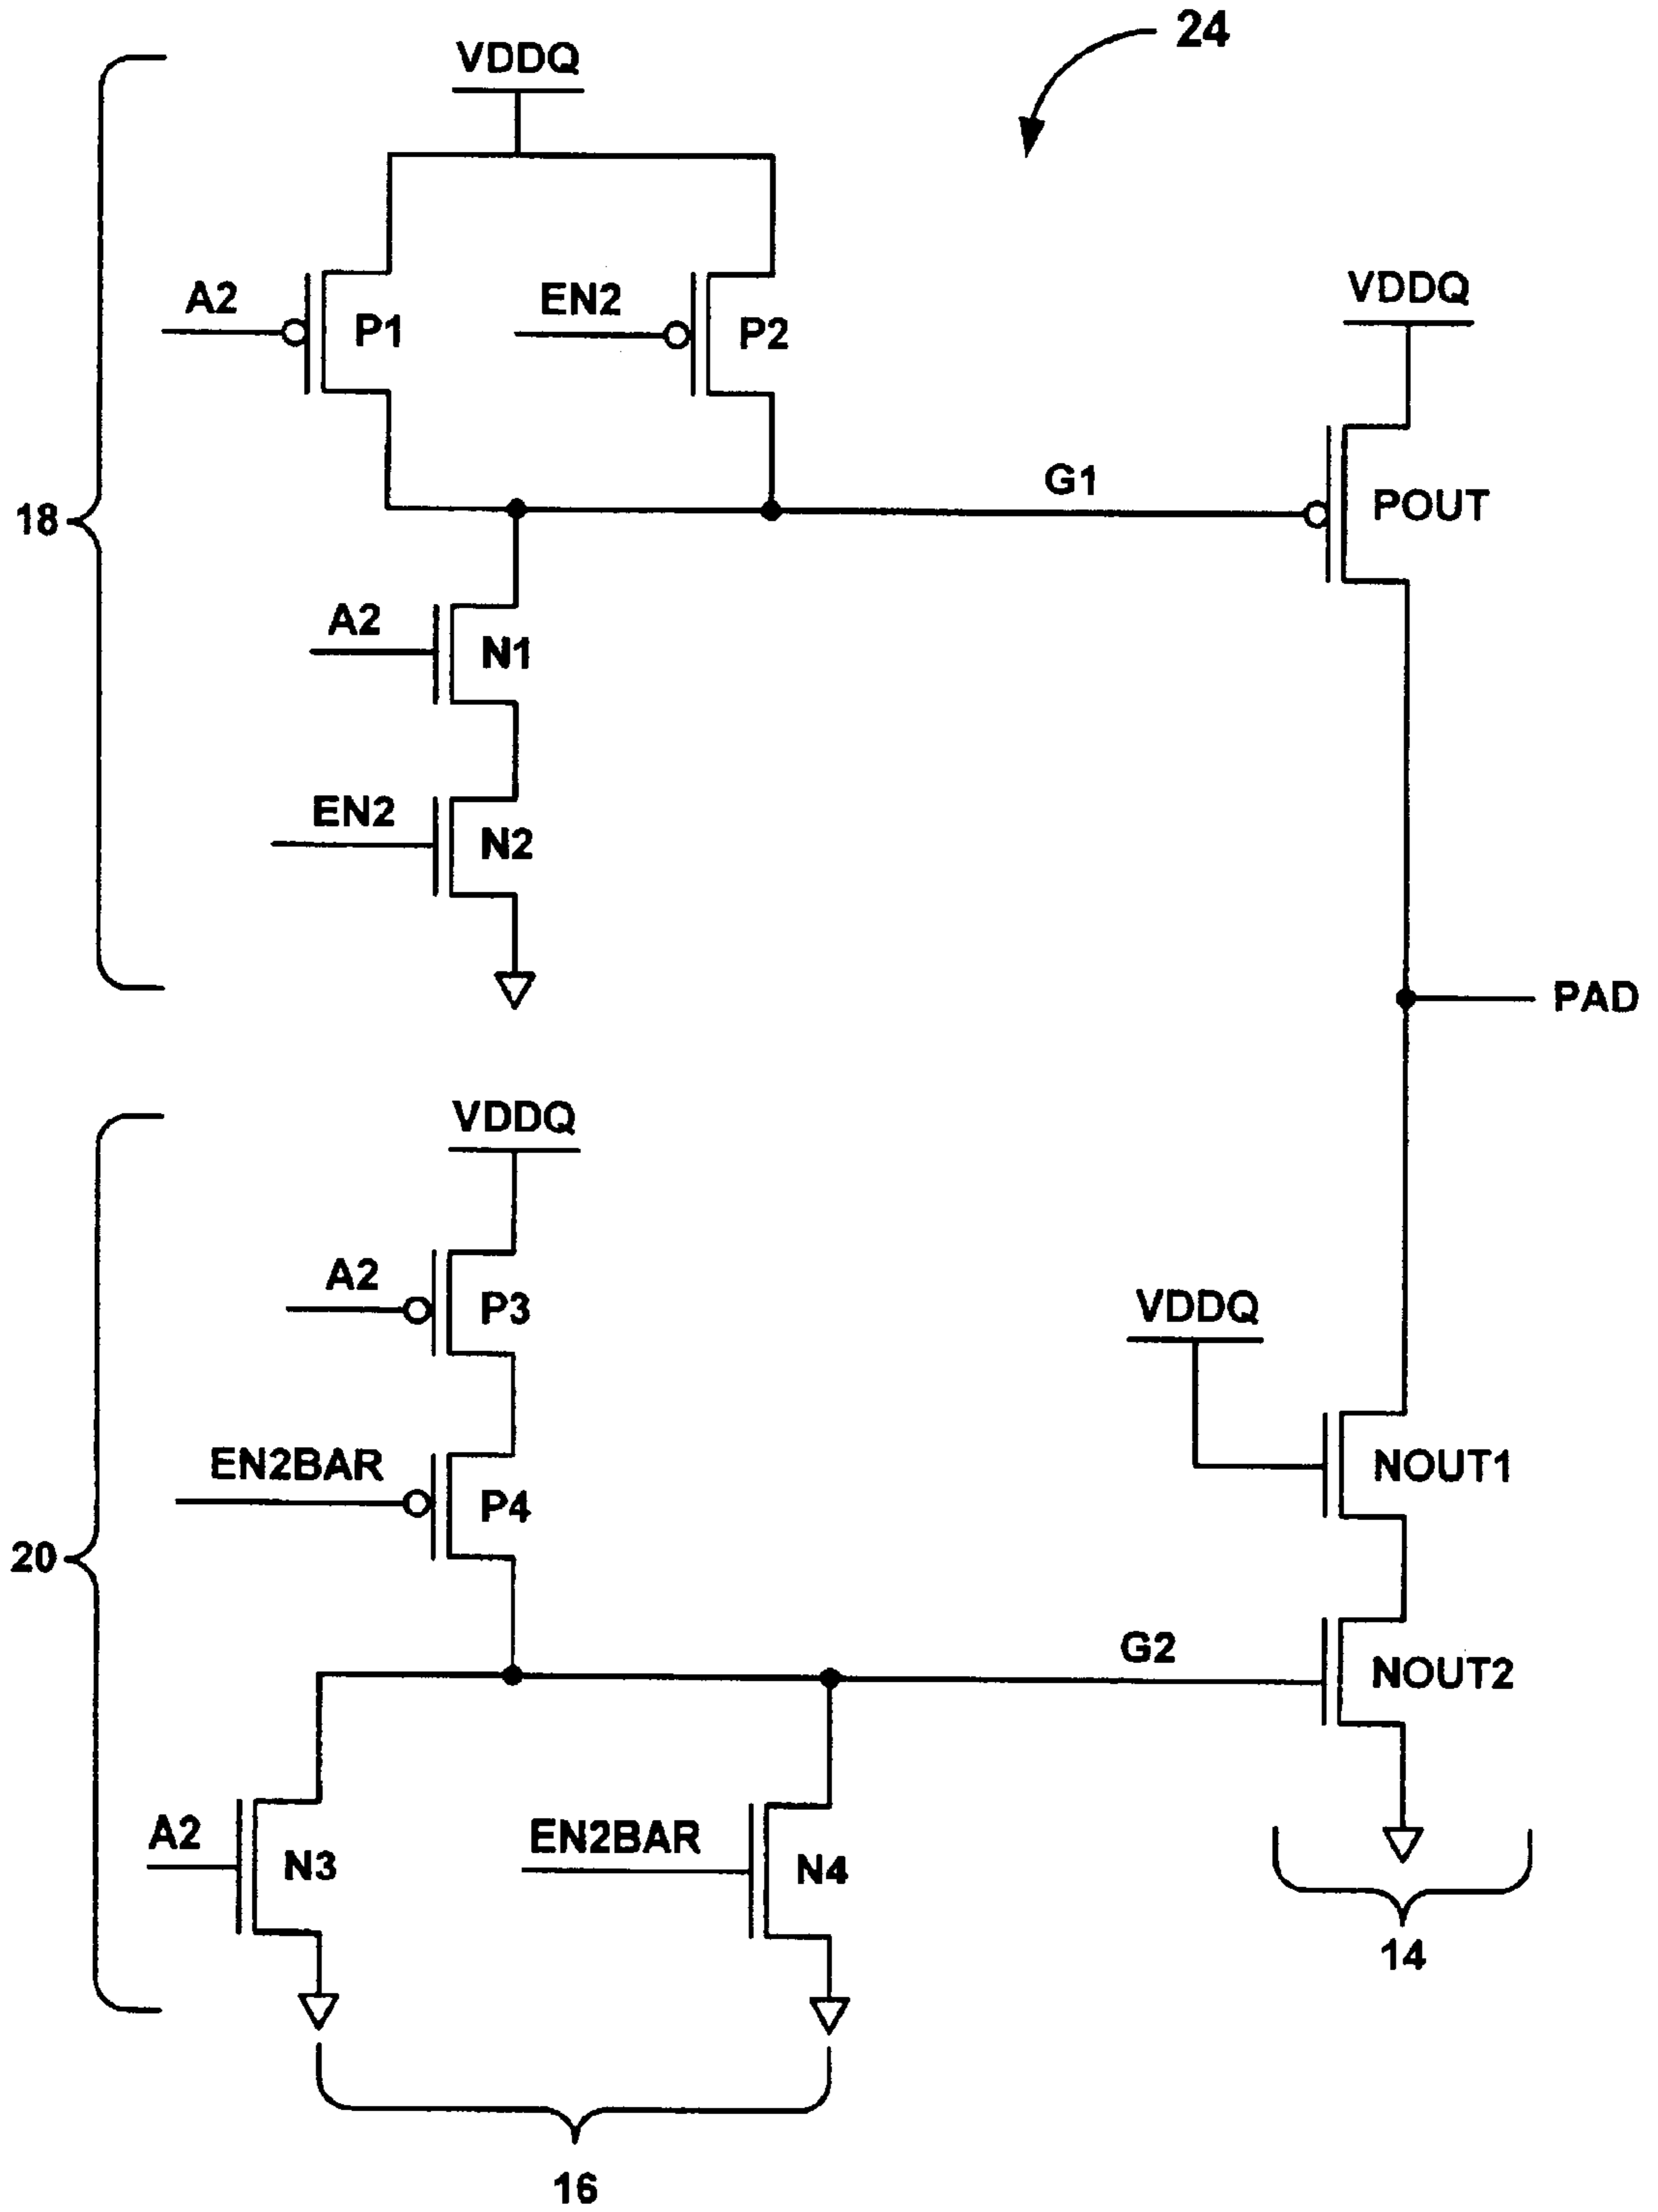 24
VDDQ
A2
P1
EN2
P2
VDDQ
18
G1
POUT
A2
N1
EN2
N2
PAD
VDDQ
A2
P3
VDDQ
EN2BAR
P4
NOUT1
20
G2
NOUT2
A2
N3
EN2BAR
N4
14
16